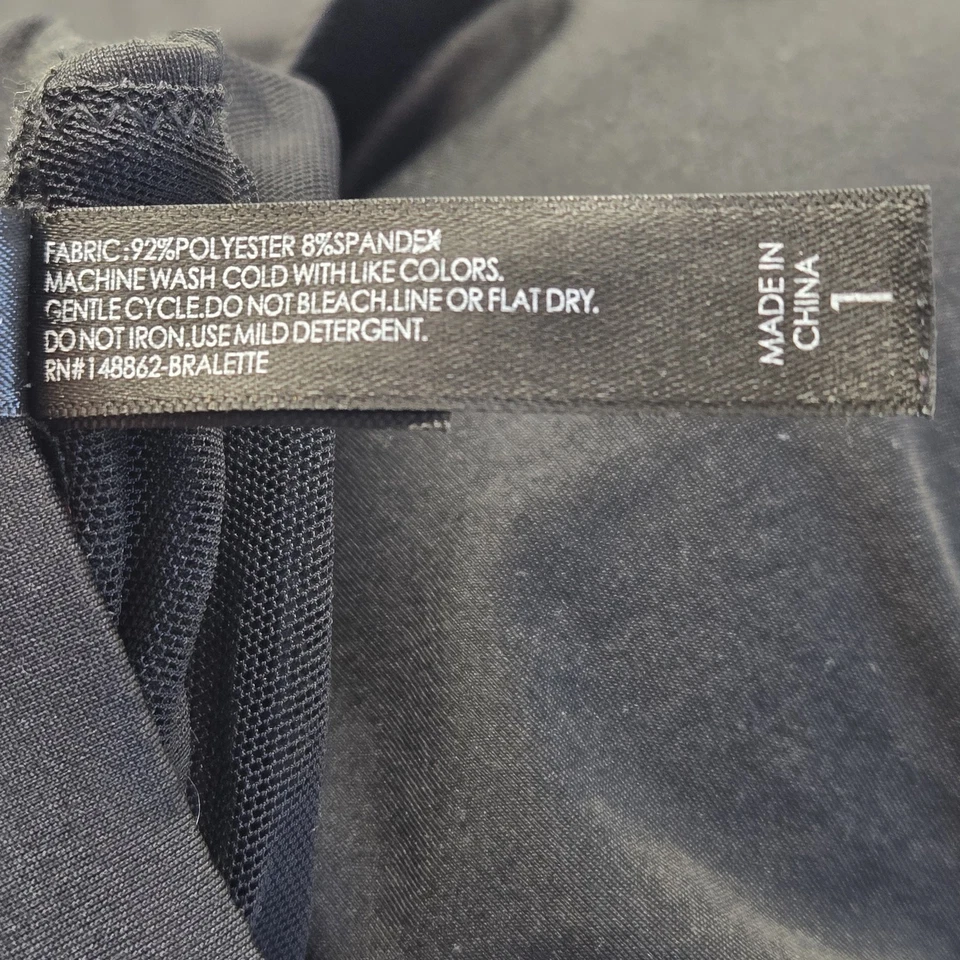 FABRIC:92%POLYESTER 8%SPANDEX
MACHINE WASH COLD WITH LIKE COLORS.
GENTLE CYCLE.DO NOT BLEACH.LINE OR FLAT DRY.
DO NOT IRON.USE MILD DETERGENT.
RN#148862-BRALETTE
MADE IN
CHINA
1